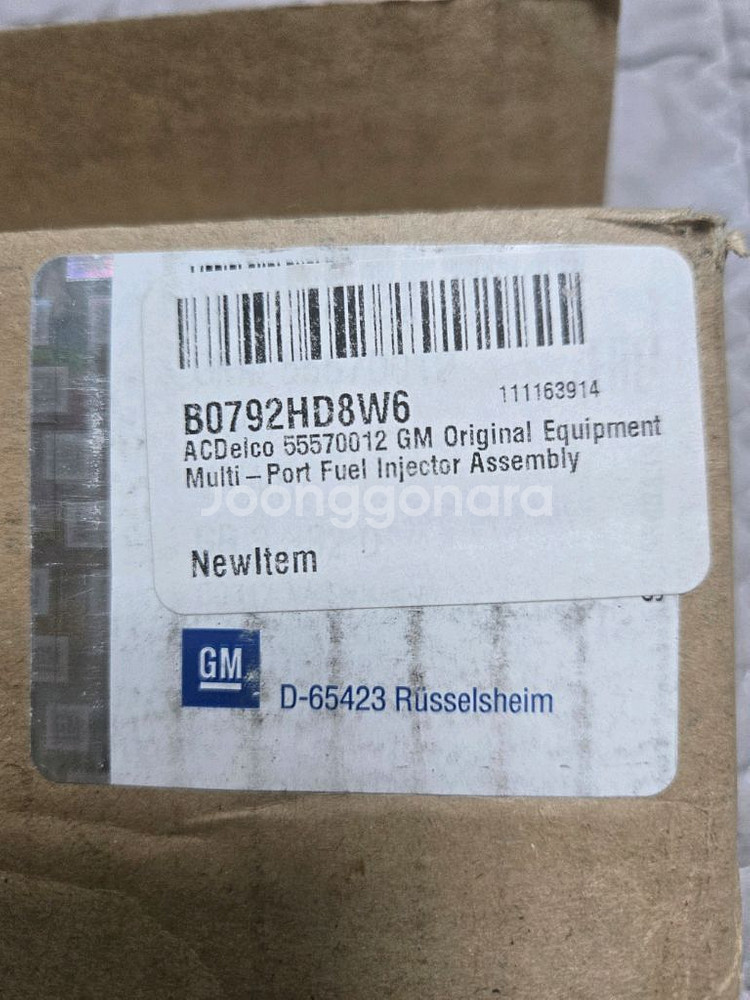 B0792HD8W6
111163914
ACDelco 55570012 GM Original Equipment
Multi-Port Fuel Injector Assembly
Joonggonara
NewItem
GM
D-65423 Rüsselsheim